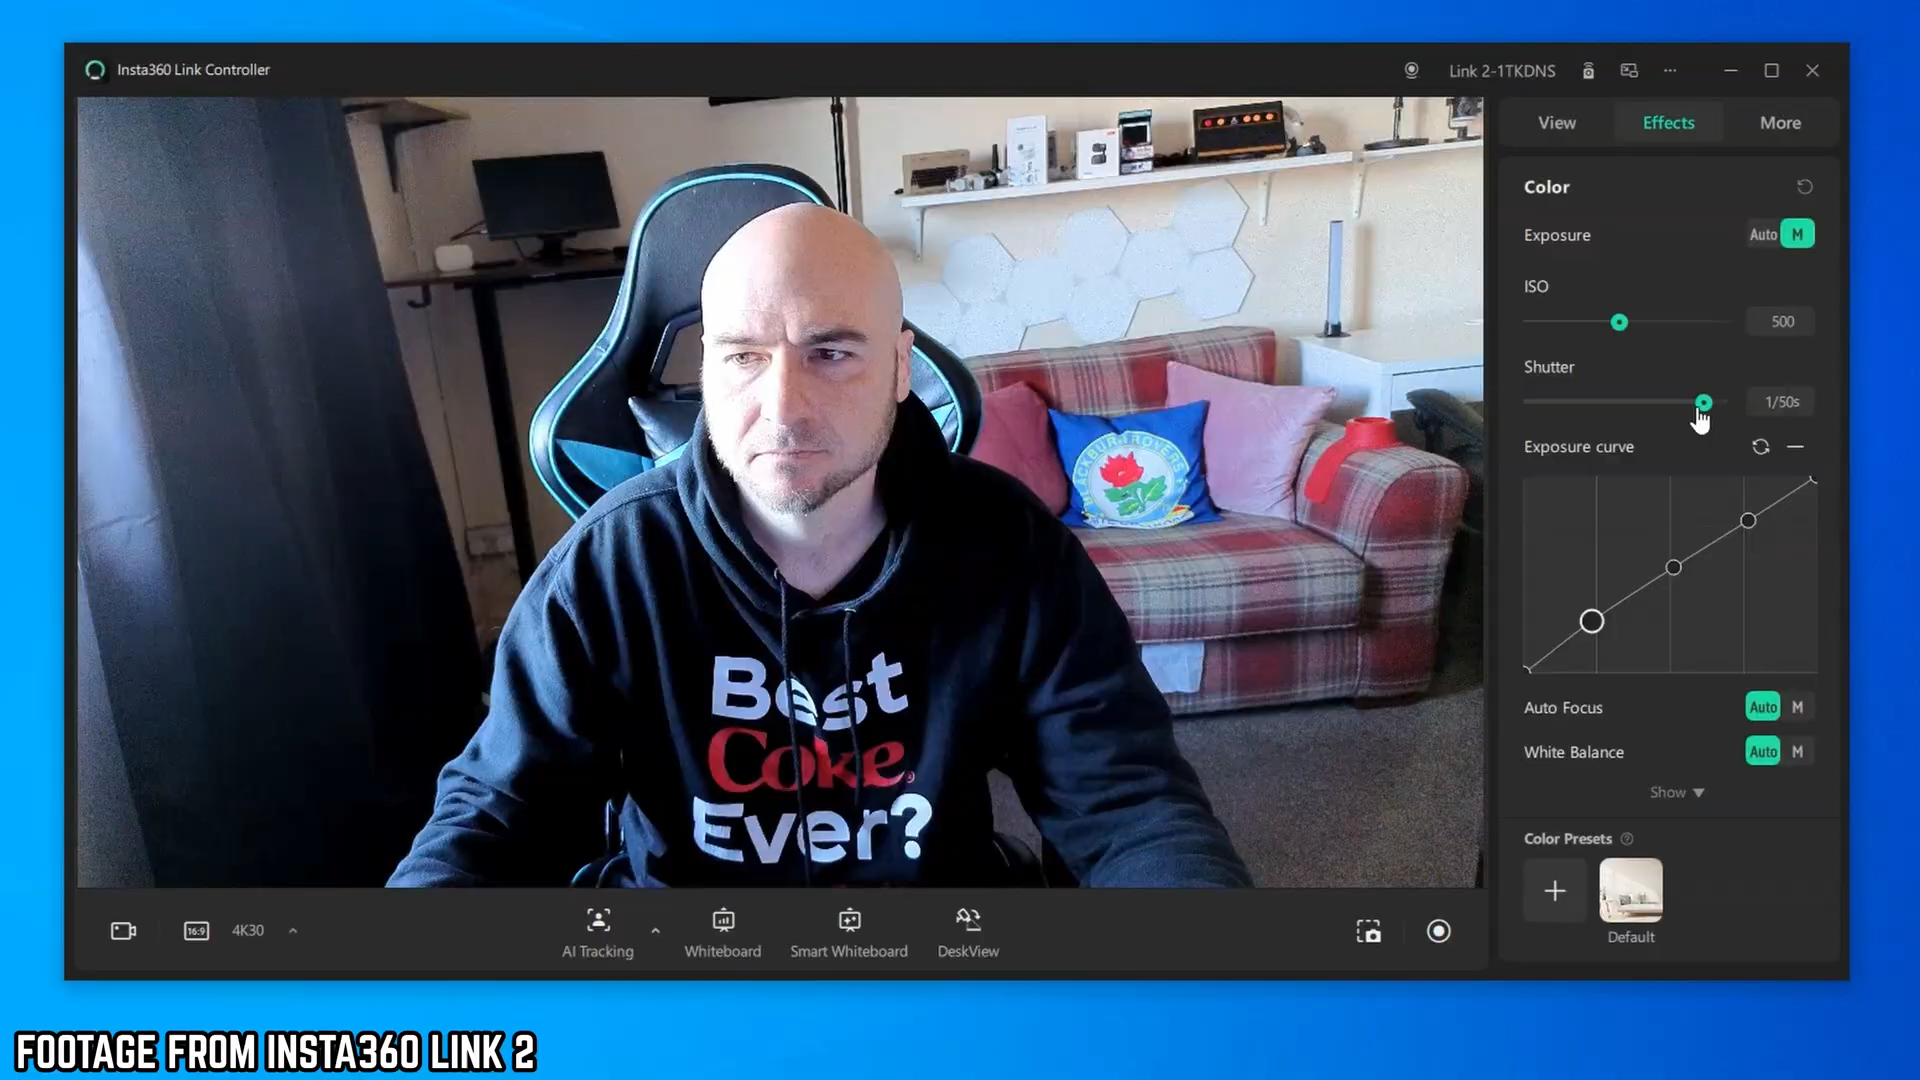 Insta360 Link Controller
Link 2-1TKDNS
View Effects More
Color
Exposure Auto M
ISO
500
Shutter
1/50s
Exposure curve
Auto Focus Auto M
White Balance Auto M
Show
Color Presets
Default
BLACKBURN ROVERS
Best
Coke
Ever?
16:9 4K30
AI Tracking Whiteboard Smart Whiteboard DeskView
FOOTAGE FROM INSTA360 LINK 2